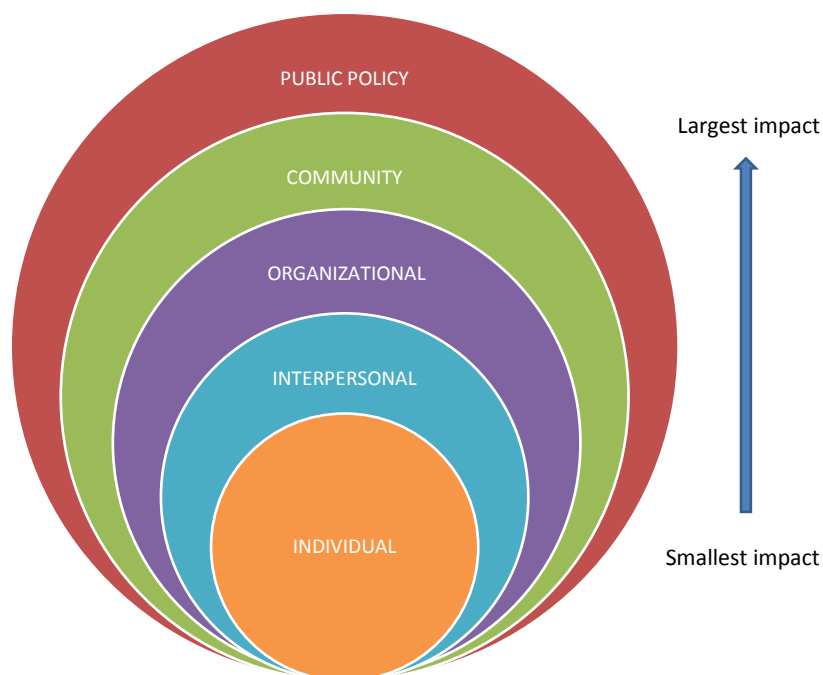 PUBLIC POLICY
Largest impact
COMMUNITY
ORGANIZATIONAL
INTERPERSONAL
INDIVIDUAL
Smallest impact